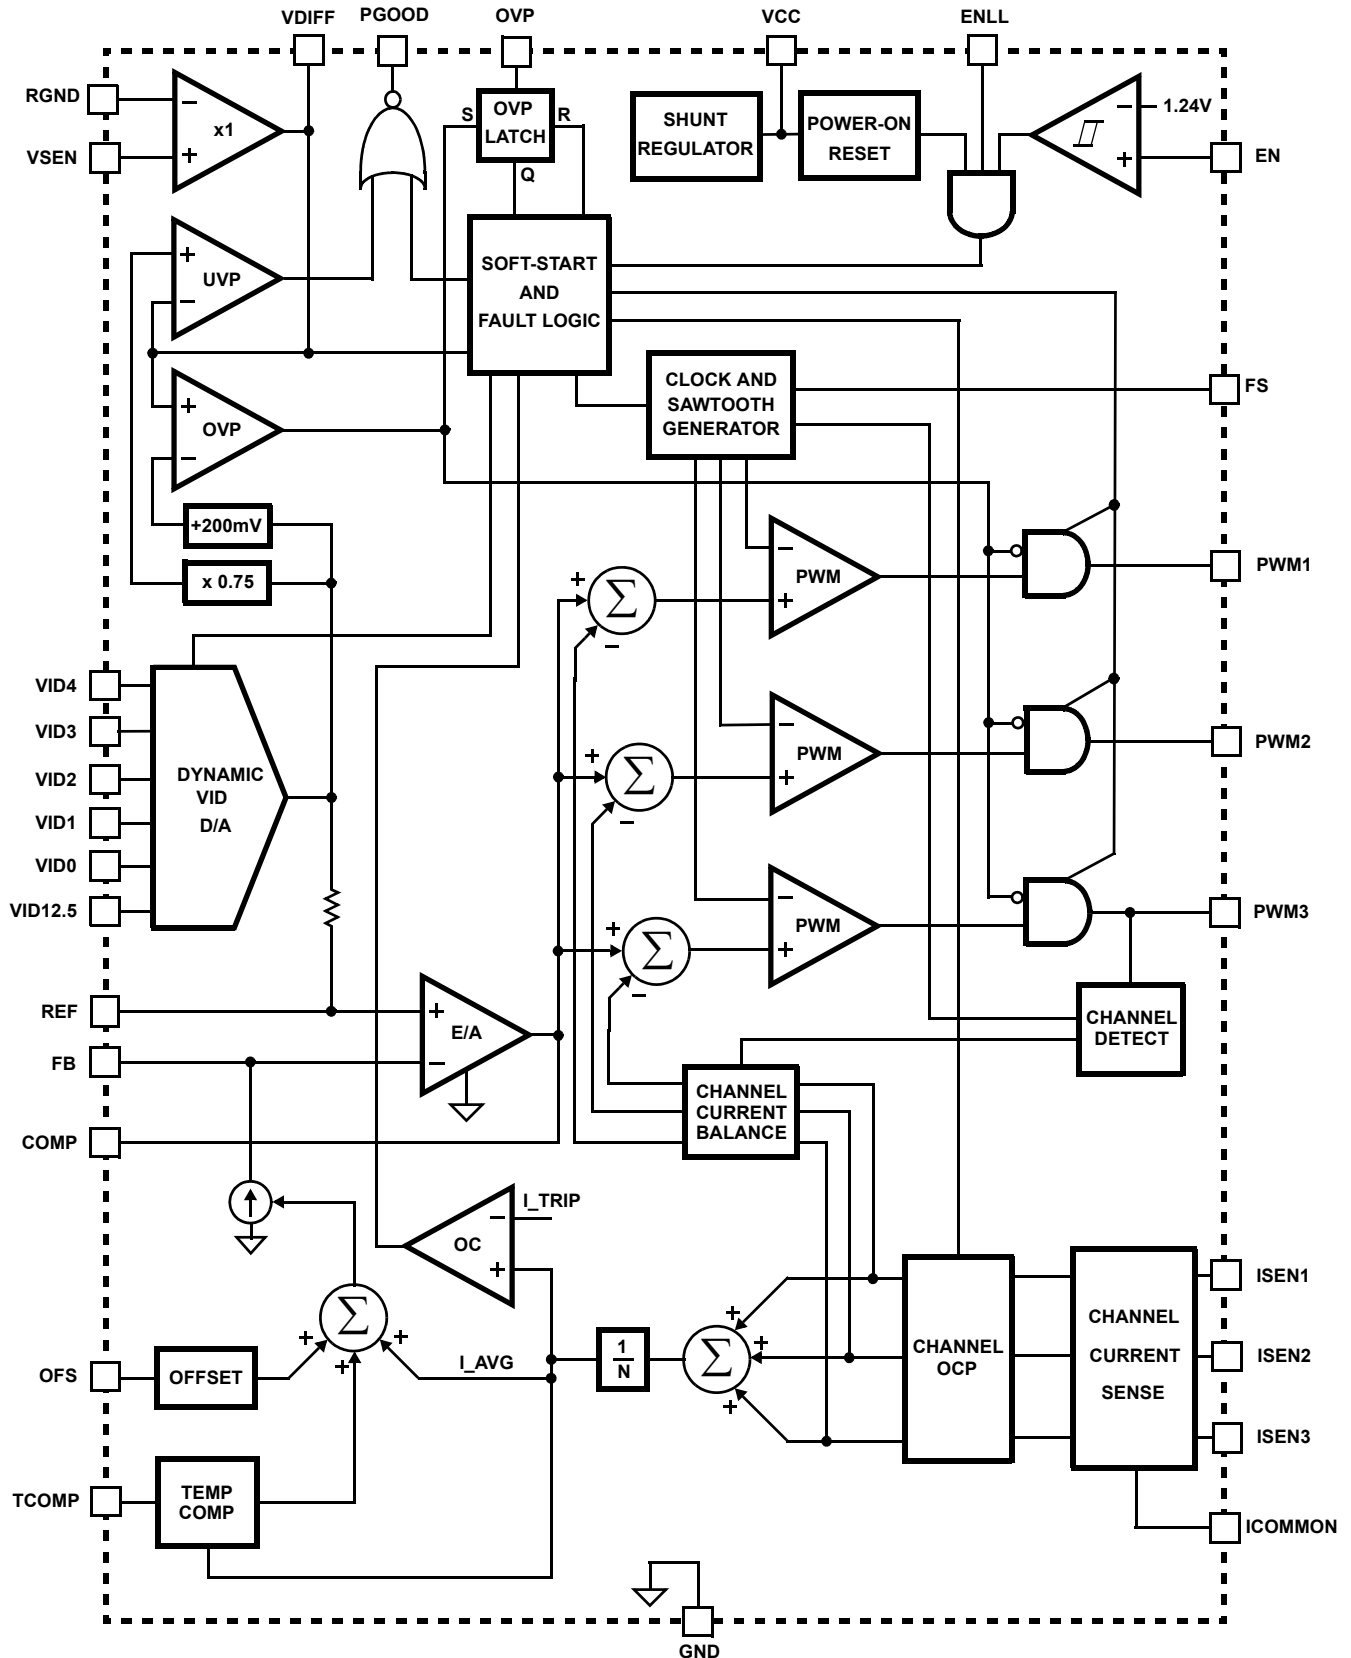 VDIFF
PGOOD
OVP
VCC
ENLL
RGND
VSEN
−
x1
+
S
OVP
LATCH
R
Q
SHUNT
REGULATOR
POWER-ON
RESET
−
1.24V
+
EN
+
UVP
−
SOFT-START
AND
FAULT LOGIC
+
OVP
−
CLOCK AND
SAWTOOTH
GENERATOR
FS
+200mV
x 0.75
+
Σ
−
−
PWM
+
PWM1
VID4
VID3
VID2
VID1
VID0
VID12.5
DYNAMIC
VID
D/A
+
Σ
−
−
PWM
+
PWM2
+
Σ
−
−
PWM
+
PWM3
REF
FB
COMP
+
E/A
−
CHANNEL
DETECT
CHANNEL
CURRENT
BALANCE
I_TRIP
−
OC
+
Σ
+
+
+
I_AVG
OFS
OFFSET
1
N
+
Σ
+
+
CHANNEL
OCP
CHANNEL
CURRENT
SENSE
ISEN1
ISEN2
ISEN3
TCOMP
TEMP
COMP
ICOMMON
GND